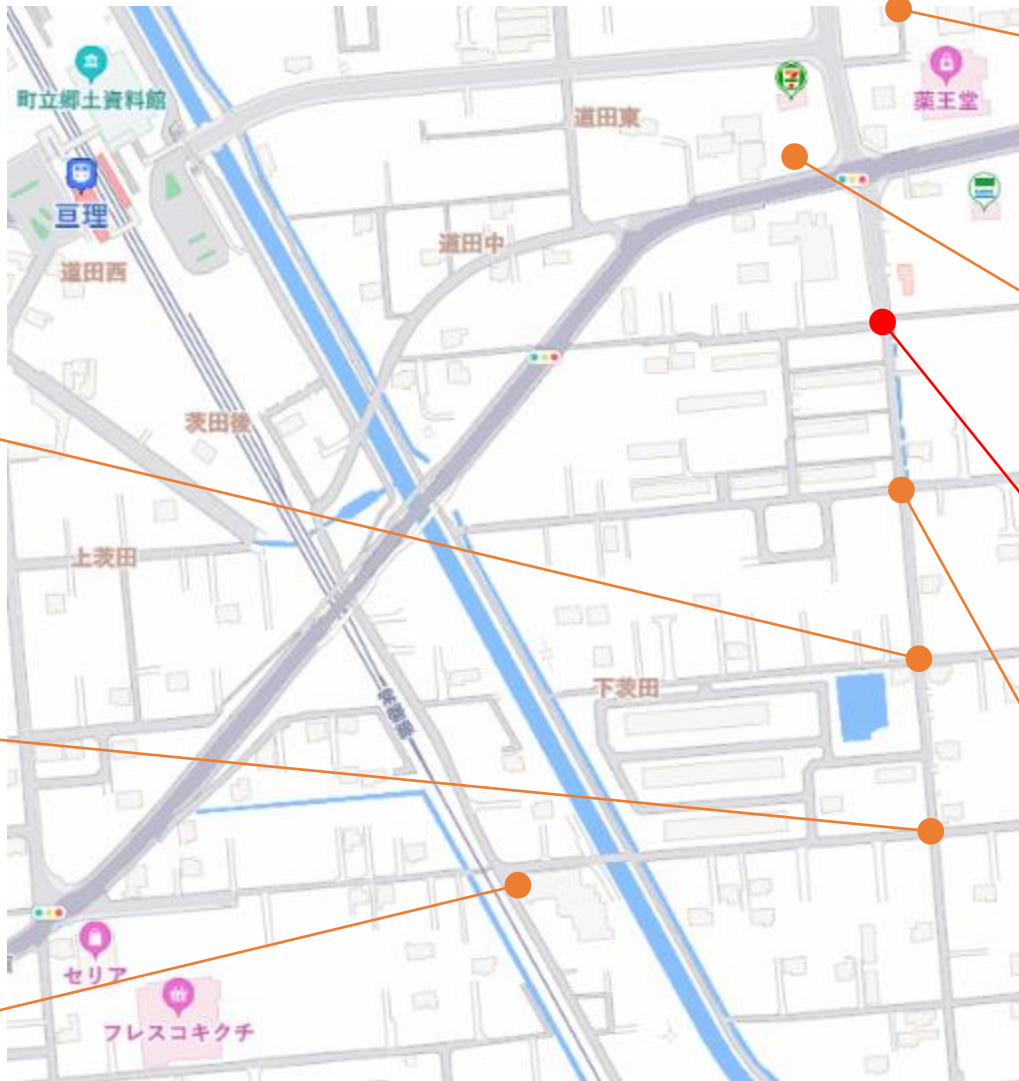 町立郷土資料館
道田東
薬王堂
亘理
道田中
道田西
茨田後
上茨田
下茨田
常磐線
セリア
フレスコキクチ